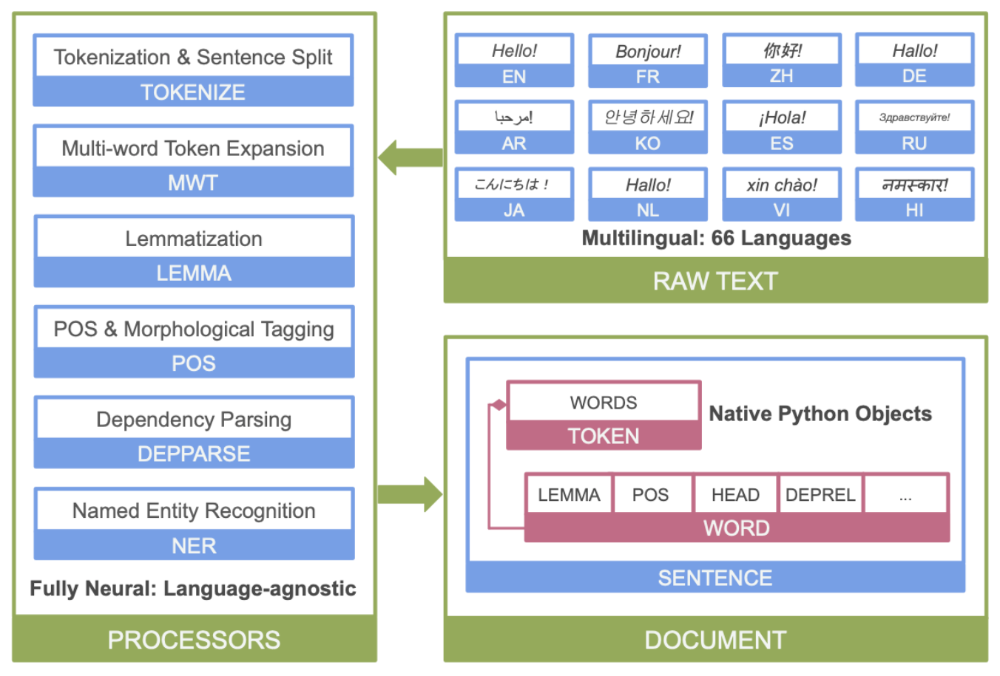 Tokenization & Sentence Split
TOKENIZE
Multi-word Token Expansion
MWT
Lemmatization
LEMMA
POS & Morphological Tagging
POS
Dependency Parsing
DEPPARSE
Named Entity Recognition
NER
Fully Neural: Language-agnostic
PROCESSORS
Hello!
EN
Bonjour!
FR
你好!
ZH
Hallo!
DE
مرحبا!
AR
안녕하세요!
KO
¡Hola!
ES
Здравствуйте!
RU
こんにちは！
JA
Hallo!
NL
xin chào!
VI
नमस्कार!
HI
Multilingual: 66 Languages
RAW TEXT
WORDS
TOKEN
Native Python Objects
LEMMA POS HEAD DEPREL ...
WORD
SENTENCE
DOCUMENT